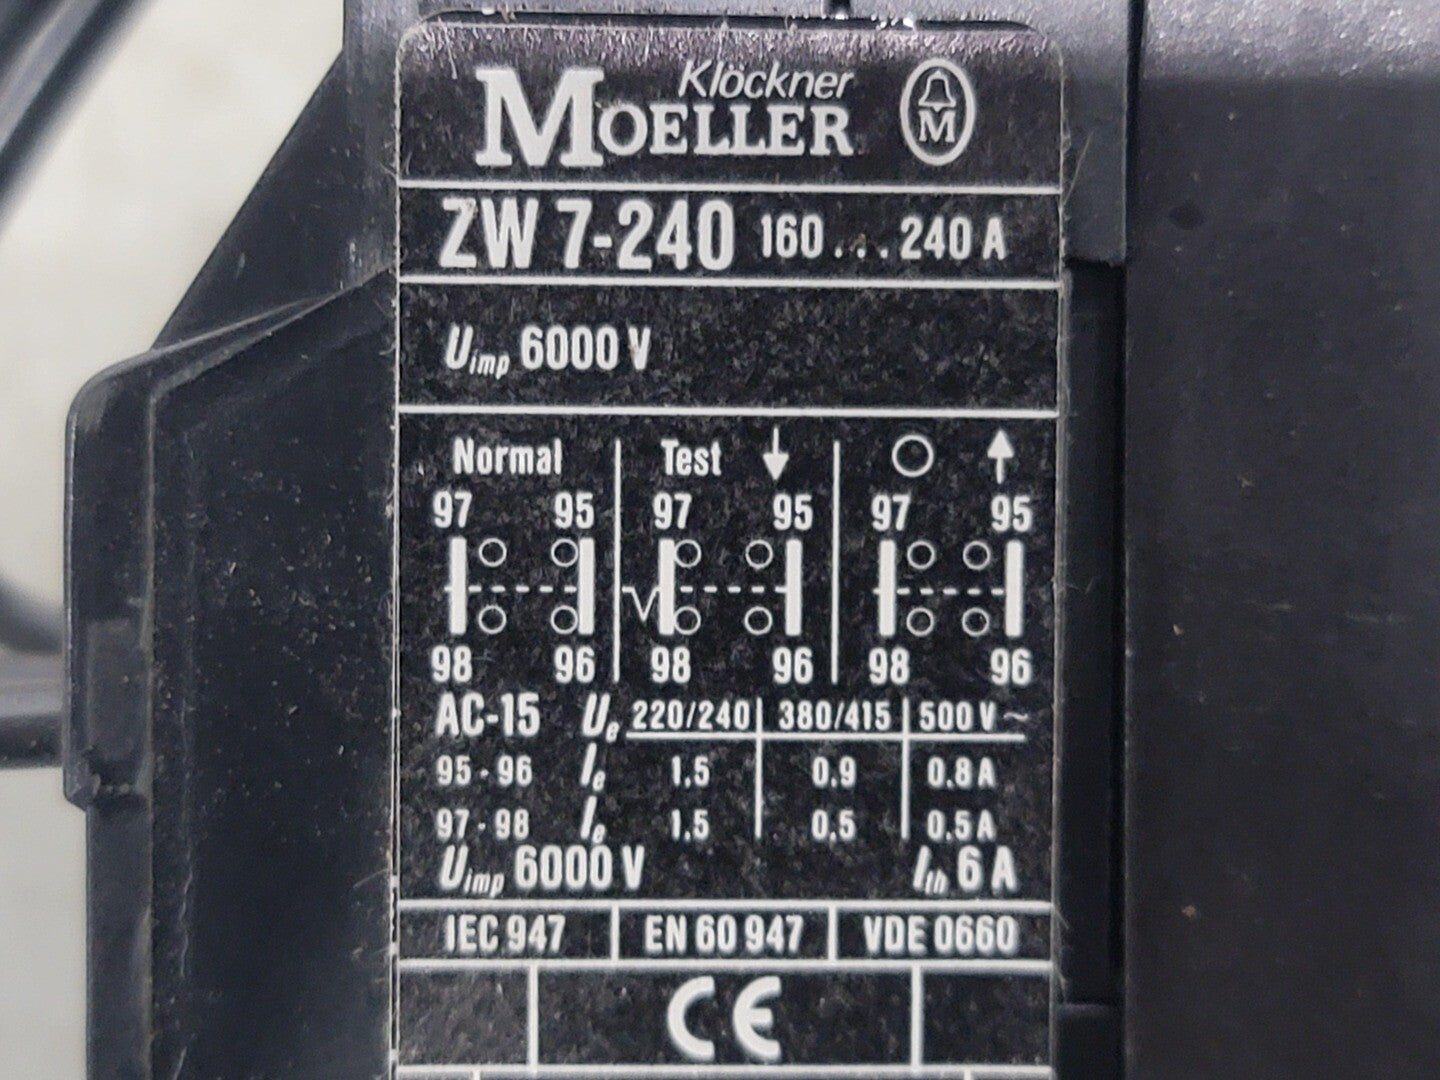 Klöckner
MOELLER
M
ZW 7-240 160...240 A
Uimp 6000 V
Normal Test ↓ ○ ↑
97 95 97 95 97 95
98 96 98 96 98 96
AC-15 Ue 220/240 380/415 500 V ~
95-96 Ie 1.5 0.9 0.8 A
97-98 Ie 1.5 0.5 0.5 A
Uimp 6000 V Ith 6 A
IEC 947 EN 60 947 VDE 0660
CE